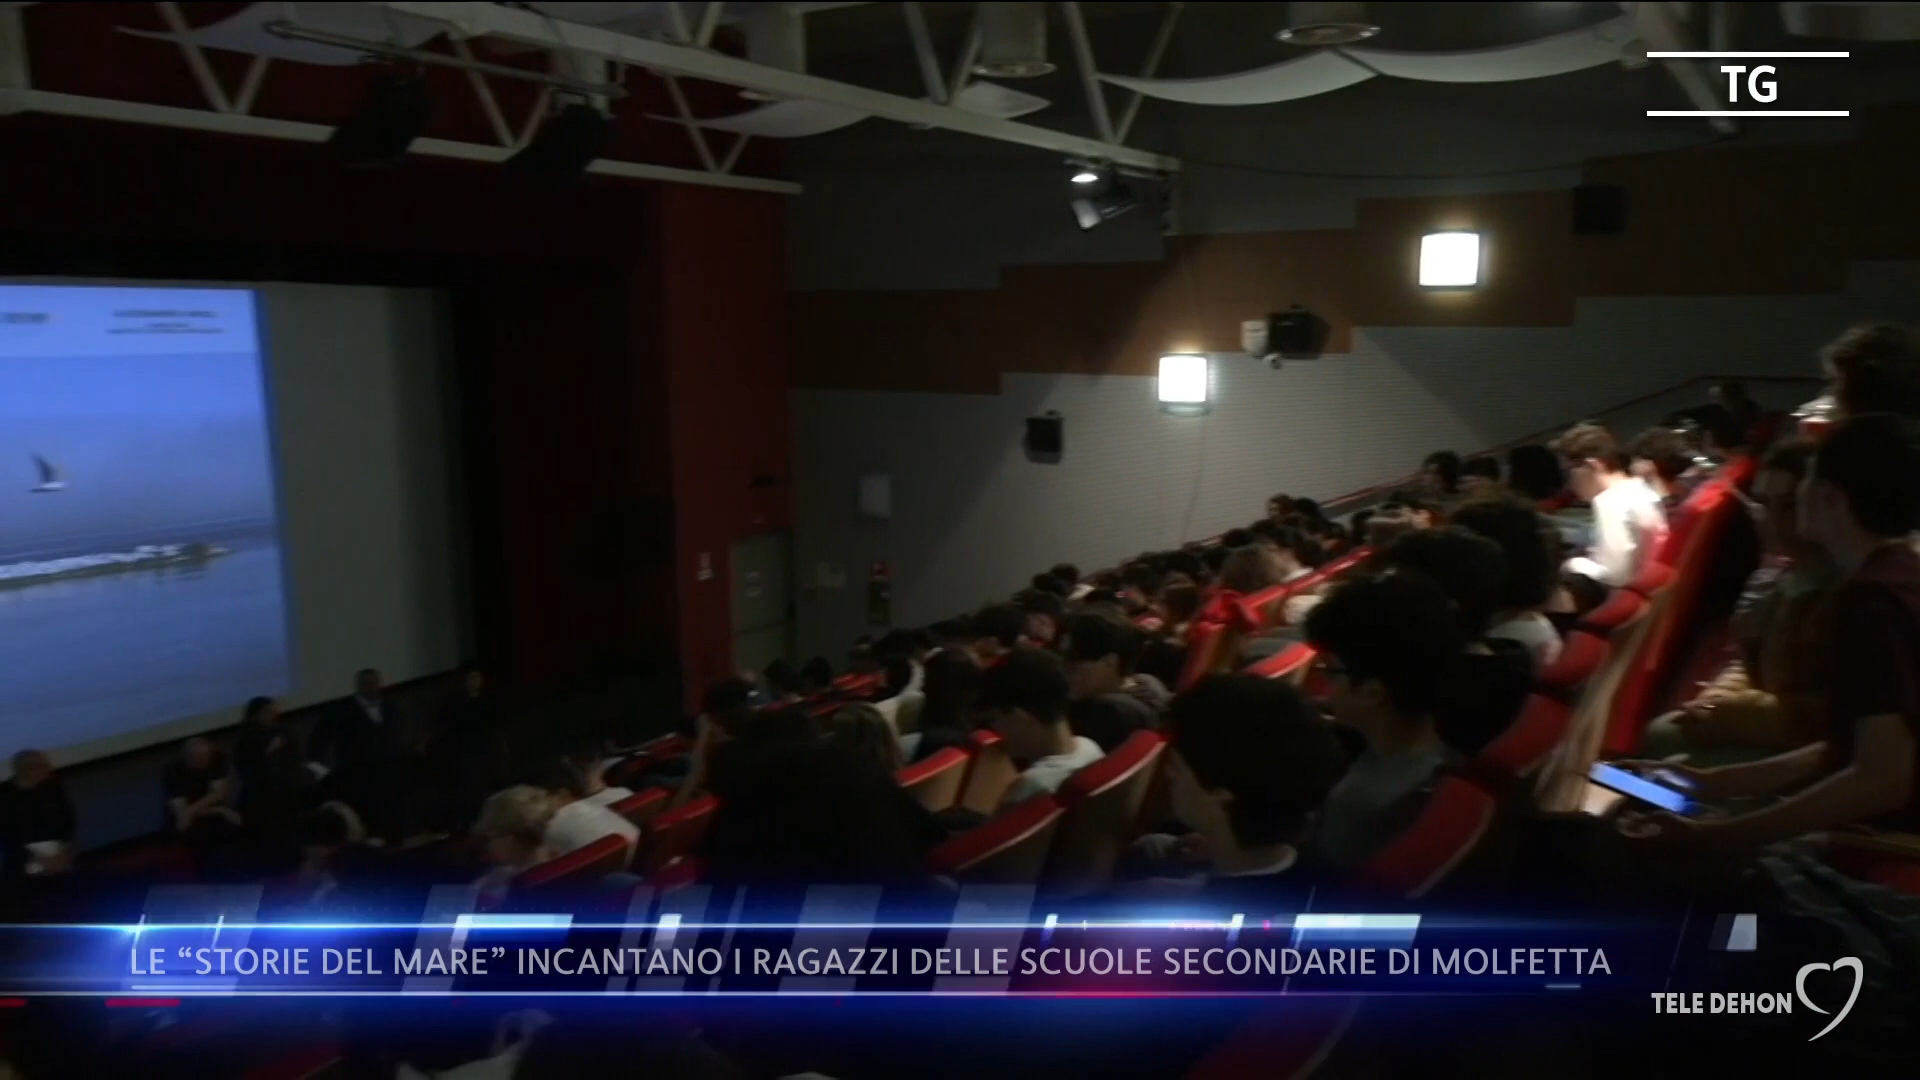 TG
LE “STORIE DEL MARE” INCANTANO I RAGAZZI DELLE SCUOLE SECONDARIE DI MOLFETTA
TELE DEHON